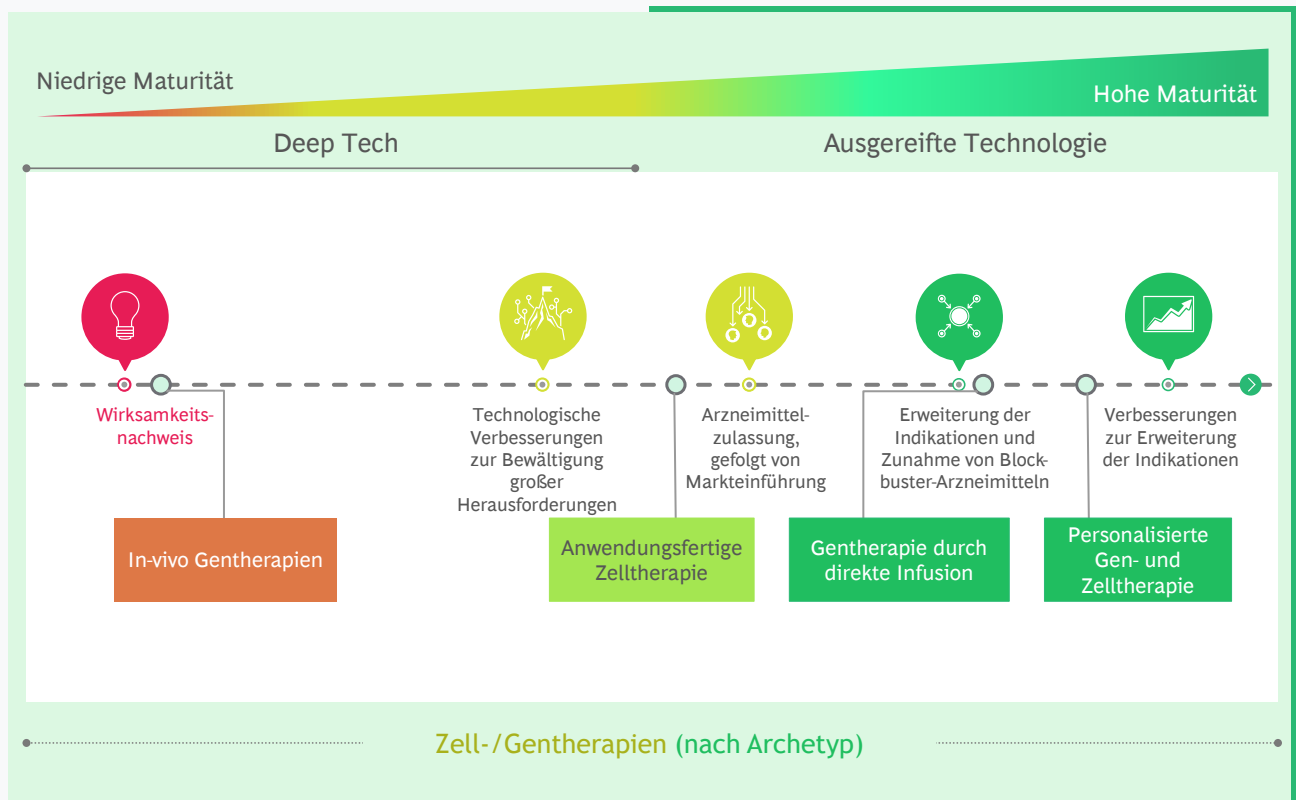 Niedrige Maturität
Hohe Maturität
Deep Tech
Ausgereifte Technologie
Wirksamkeits-
nachweis
Technologische
Verbesserungen
zur Bewältigung
großer
Herausforderungen
Arzneimittel-
zulassung,
gefolgt von
Markteinführung
Erweiterung der
Indikationen und
Zunahme von Block-
buster-Arzneimitteln
Verbesserungen
zur Erweiterung
der Indikationen
In-vivo Gentherapien
Anwendungsfertige
Zelltherapie
Gentherapie durch
direkte Infusion
Personalisierte
Gen- und
Zelltherapie
Zell-/Gentherapien (nach Archetyp)